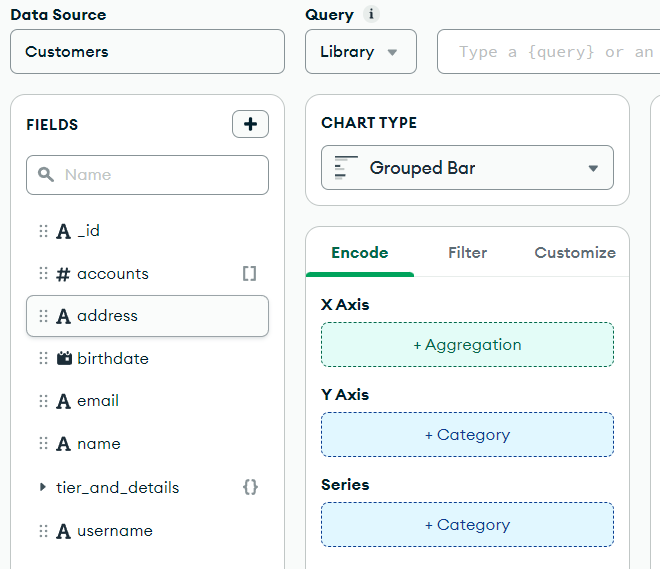 Data Source
Customers
Query i
Library
Type a {query} or an
FIELDS
+
Name
A _id
# accounts []
A address
birthdate
A email
A name
tier_and_details {}
A username
CHART TYPE
Grouped Bar
Encode Filter Customize
X Axis
+ Aggregation
Y Axis
+ Category
Series
+ Category